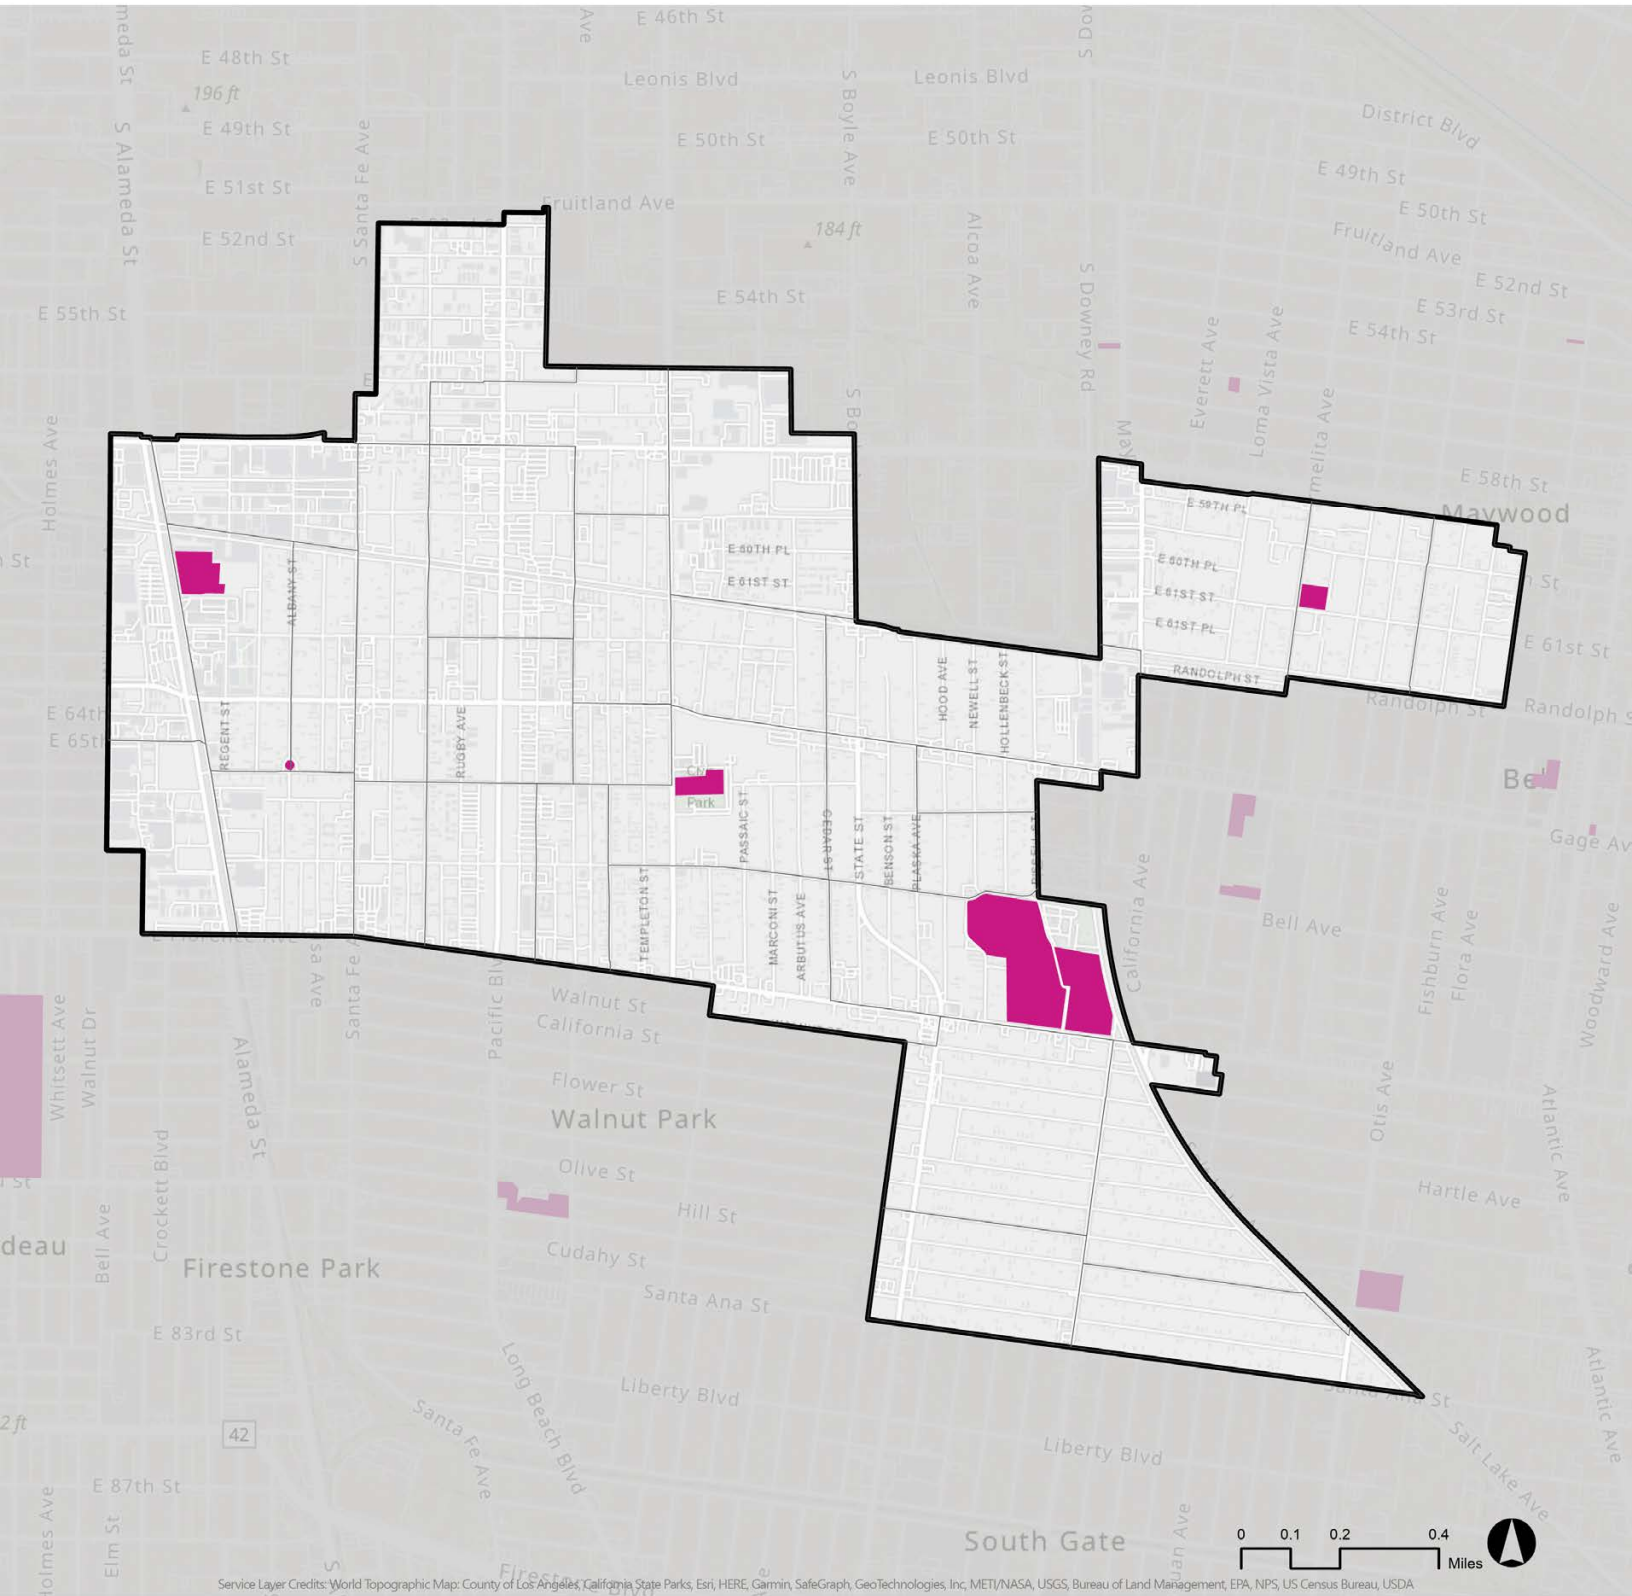 E 46th St
E 48th St
Leonis Blvd
Leonis Blvd
196 ft
E 49th St
E 50th St
E 50th St
District Blvd
S Alameda St
S Santa Fe Ave
S Boyle Ave
E 49th St
E 51st St
Fruitland Ave
E 50th St
E 52nd St
184 ft
Alcoa Ave
Fruitland Ave
E 52nd St
S Downey Rd
E 54th St
E 53rd St
E 55th St
E 54th St
Everett Ave
Loma Vista Ave
Holmes Ave
E 58th St
Maywood
E 59TH PL
E 60TH PL
E 61ST ST
E 60TH PL
E 61ST ST
E 61ST PL
ALBANY ST
E 61st St
RANDOLPH ST
Randolph St
Randolph S
HOOD AVE
NEWELL ST
HOLLENBECK ST
E 64th
E 65th
REGENT ST
RUGBY AVE
Park
PASSAIC ST
CEDAR ST
STATE ST
BENSON ST
PLASKA AVE
Gage Av
TEMPLETON ST
MARCONI ST
ARBUTUS AVE
California Ave
Bell Ave
Fishburn Ave
Flora Ave
Woodward Ave
Whitsett Ave
Walnut Dr
Walnut St
California St
Alameda St
Flower St
Walnut Park
Otis Ave
Atlantic Ave
Crockett Blvd
Olive St
Hartle Ave
Bell Ave
Hill St
deau
Firestone Park
Cudahy St
Santa Ana St
E 83rd St
Long Beach Blvd
Liberty Blvd
Santa Fe Ave
Atlantic Ave
2 ft
42
Liberty Blvd
Salt Lake Ave
E 87th St
Elm St
South Gate
0 0.1 0.2 0.4
Miles
Service Layer Credits: World Topographic Map: County of Los Angeles, California State Parks, Esri, HERE, Garmin, SafeGraph, GeoTechnologies, Inc, METI/NASA, USGS, Bureau of Land Management, EPA, NPS, US Census Bureau, USDA